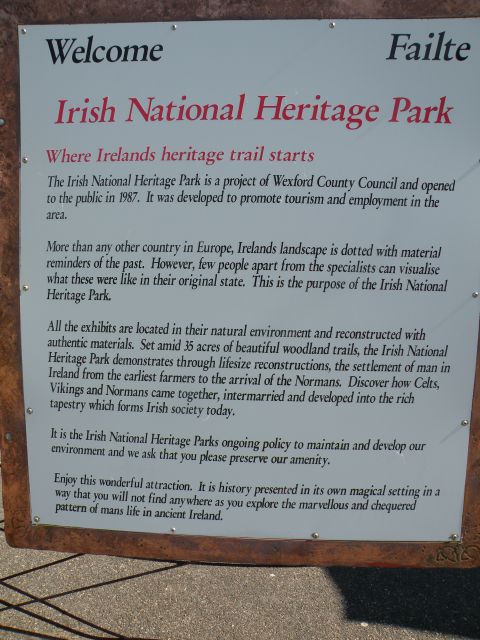 Welcome Failte
Irish National Heritage Park
Where Irelands heritage trail starts
The Irish National Heritage Park is a project of Wexford County Council and opened
to the public in 1987. It was developed to promote tourism and employment in the
area.
More than any other country in Europe, Irelands landscape is dotted with material
reminders of the past. However, few people apart from the specialists can visualise
what these were like in their original state. This is the purpose of the Irish National
Heritage Park.
All the exhibits are located in their natural environment and reconstructed with
authentic materials. Set amid 35 acres of beautiful woodland trails, the Irish National
Heritage Park demonstrates through lifesize reconstructions, the settlement of man in
Ireland from the earliest farmers to the arrival of the Normans. Discover how Celts,
Vikings and Normans came together, intermarried and developed into the rich
tapestry which forms Irish society today.
It is the Irish National Heritage Parks ongoing policy to maintain and develop our
environment and we ask that you please preserve our amenity.
Enjoy this wonderful attraction. It is history presented in its own magical setting in a
way that you will not find anywhere as you explore the marvellous and chequered
pattern of mans life in ancient Ireland.